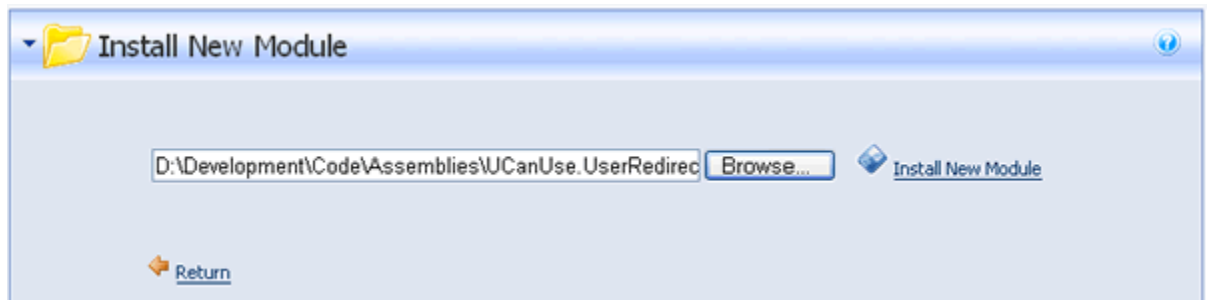 Install New Module
D:\Development\Code\Assemblies\UCanUse.UserRedirec Browse... Install New Module
Return